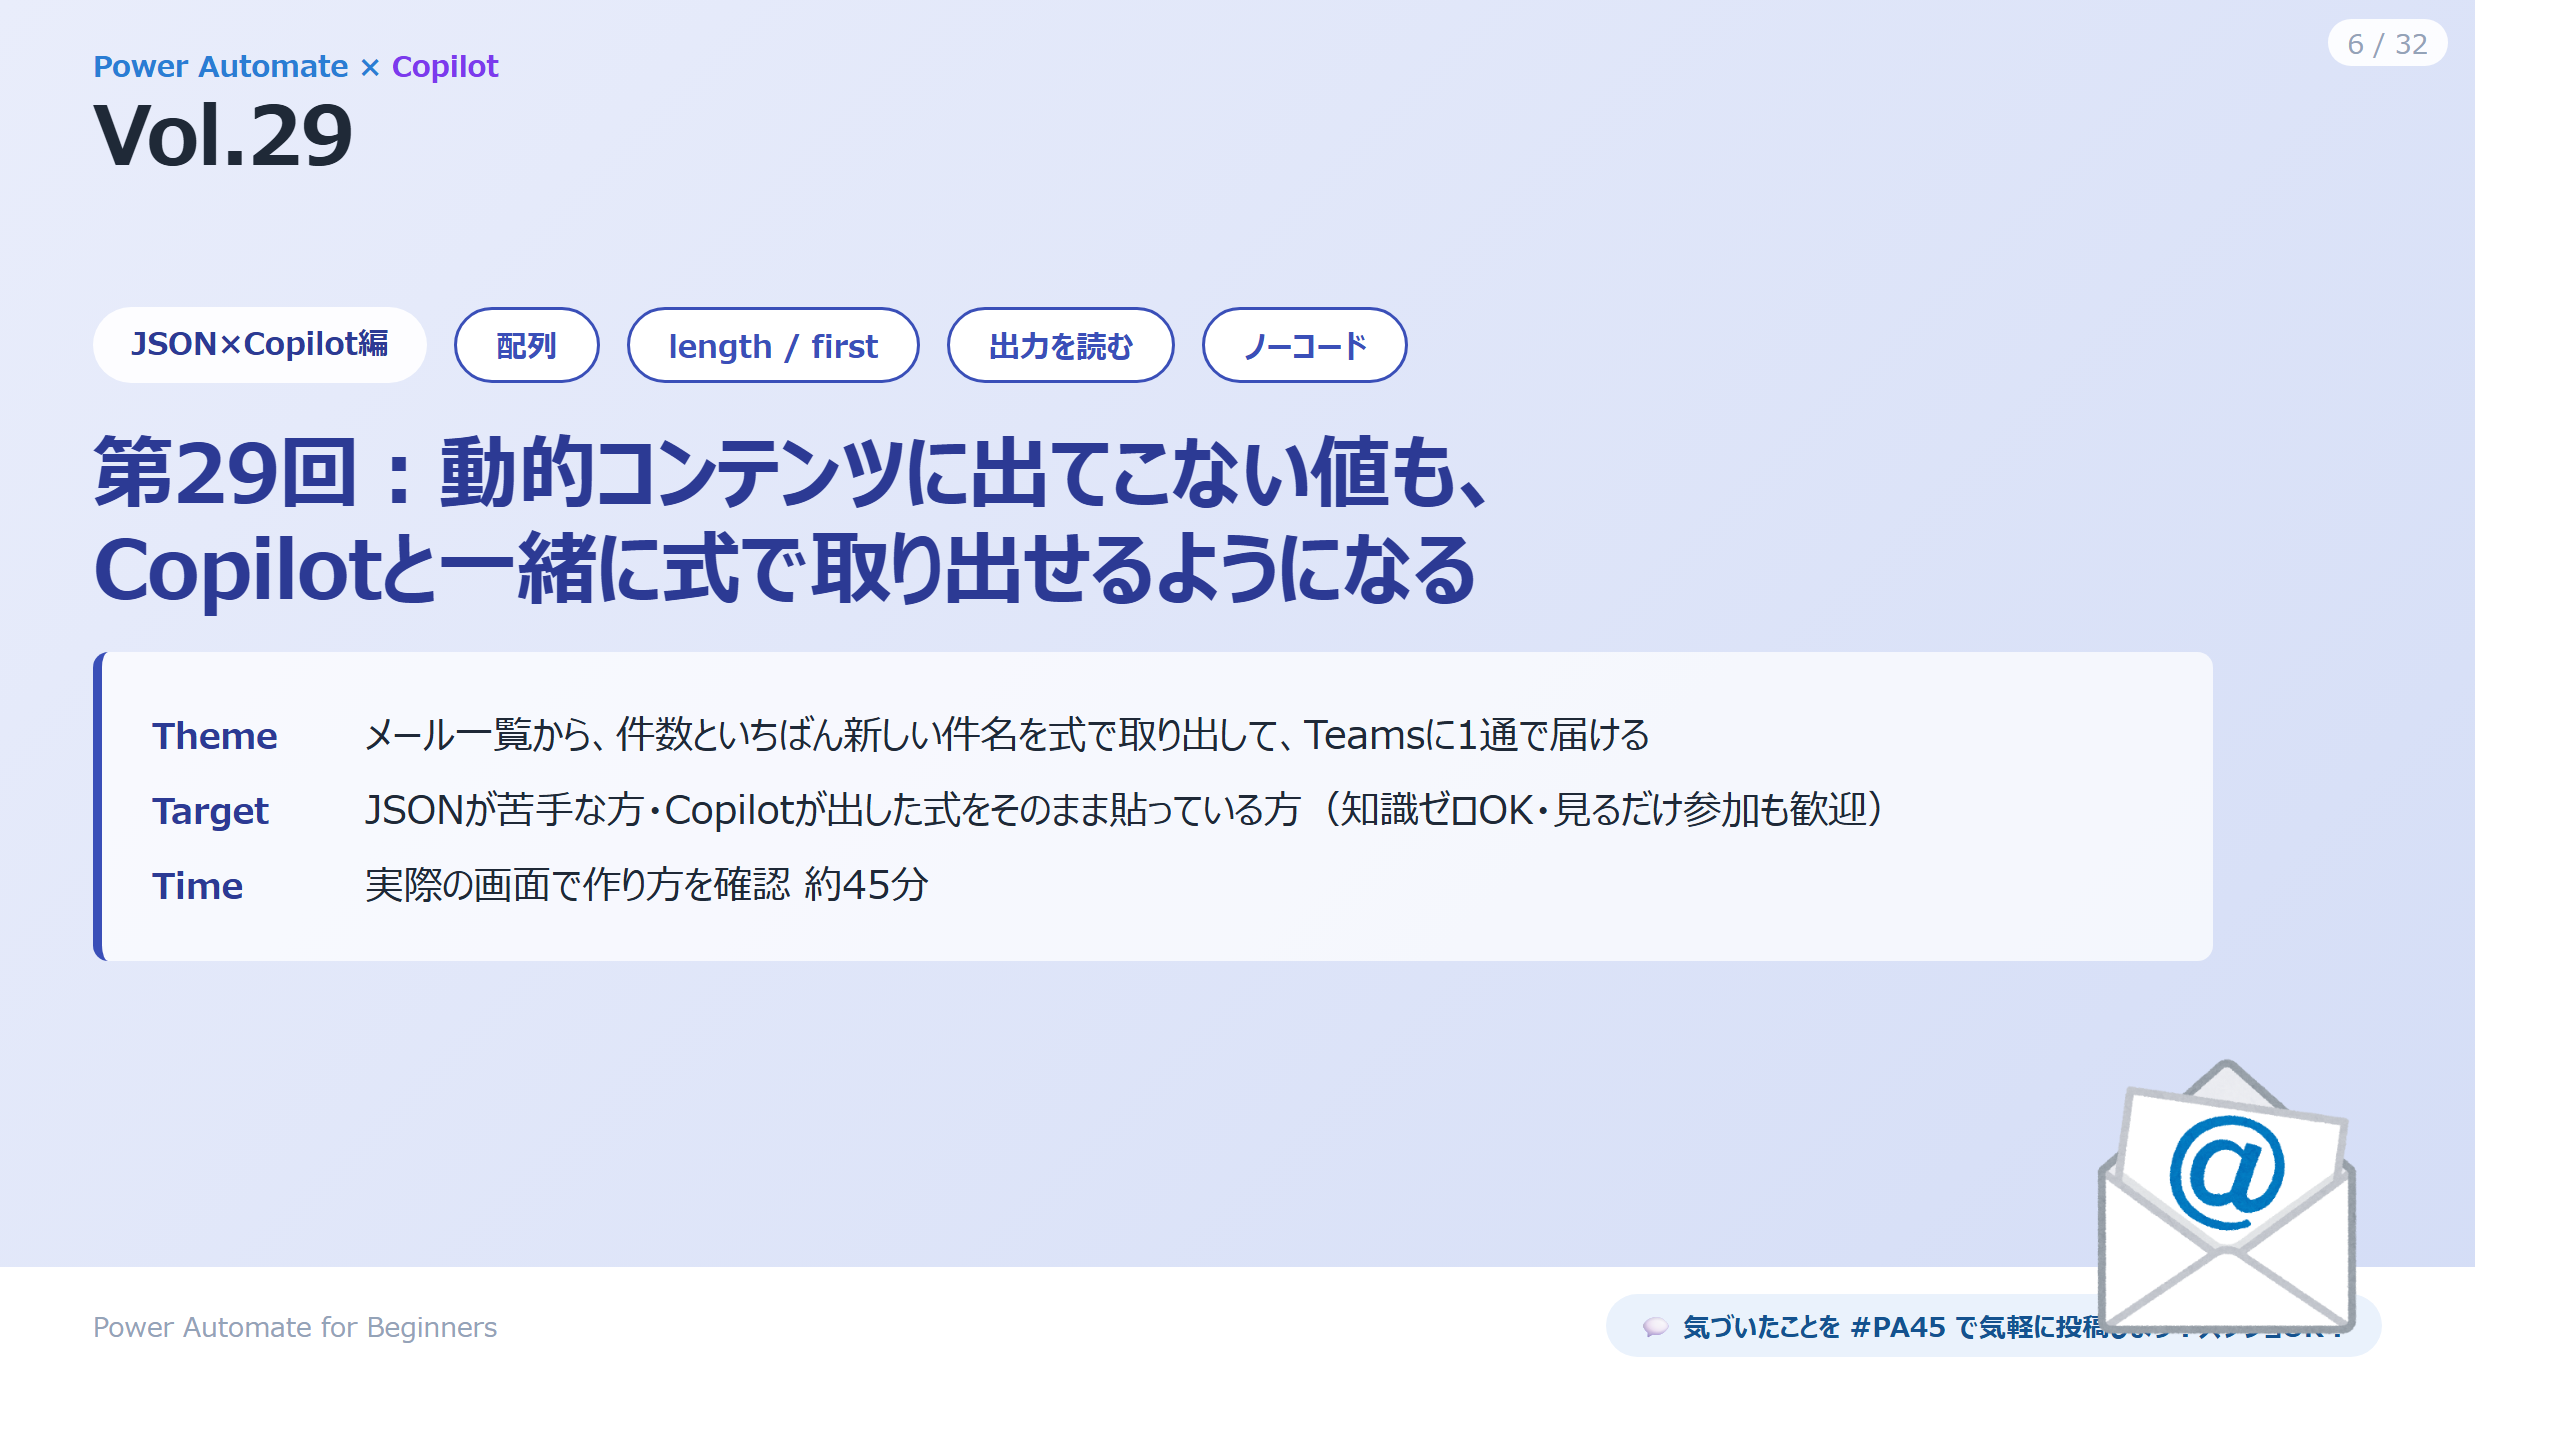 6 / 32
Power Automate × Copilot
Vol.29
JSON×Copilot編
配列
length / first
出力を読む
ノーコード
第29回：動的コンテンツに出てこない値も、
Copilotと一緒に式で取り出せるようになる
Theme メール一覧から、件数といちばん新しい件名を式で取り出して、Teamsに1通で届ける
Target JSONが苦手な方・Copilotが出した式をそのまま貼っている方（知識ゼロOK・見るだけ参加も歓迎）
Time 実際の画面で作り方を確認 約45分
@
Power Automate for Beginners
気づいたことを #PA45 で気軽に投稿